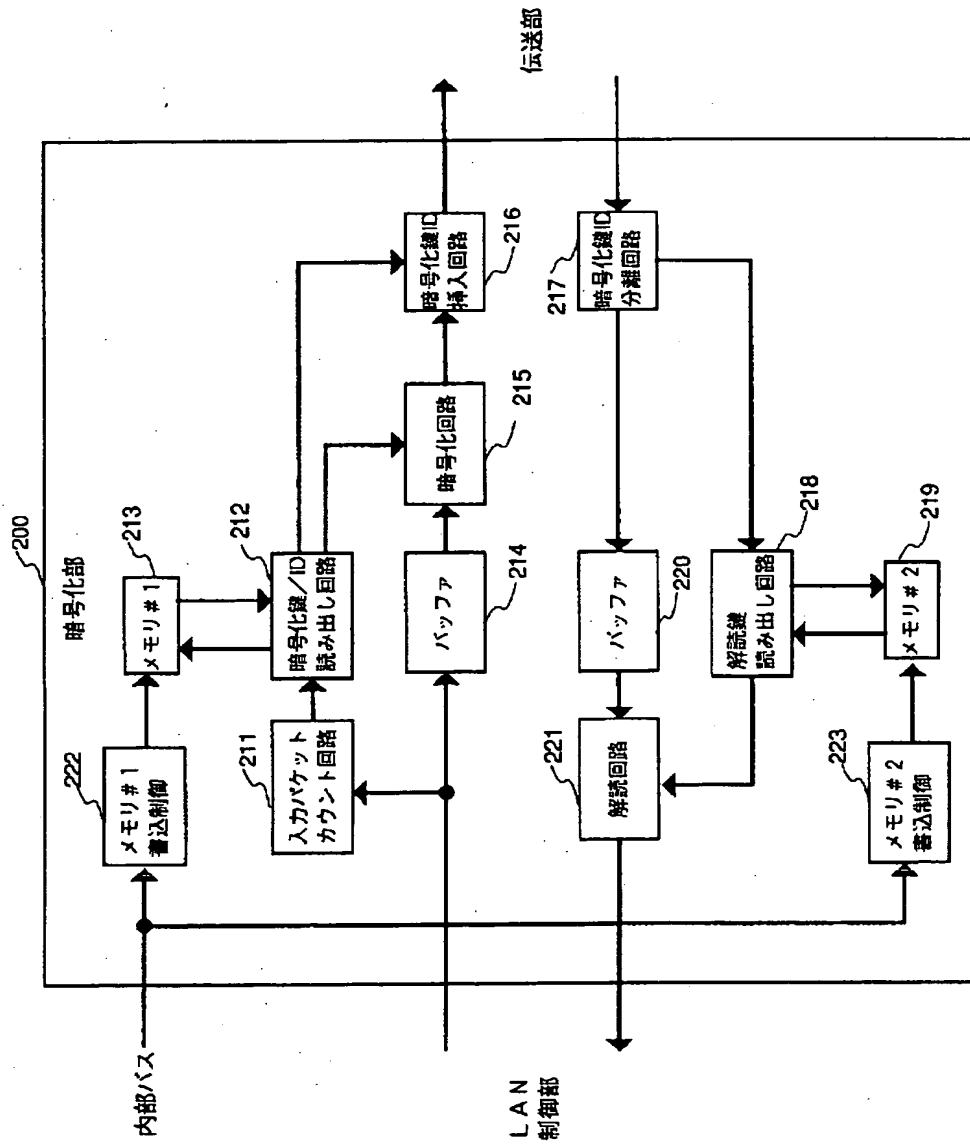 200
暗号化部
内部バス
222
メモリ#1
書込制御
213
メモリ#1
211
入力パケット
カウント回路
212
暗号化鍵/ID
読み出し回路
LAN
制御部
214
バッファ
215
暗号化回路
216
暗号化鍵ID
挿入回路
伝送部
217
暗号化鍵ID
分離回路
220
バッファ
221
解読回路
218
解読鍵
読み出し回路
219
メモリ#2
223
メモリ#2
書込制御